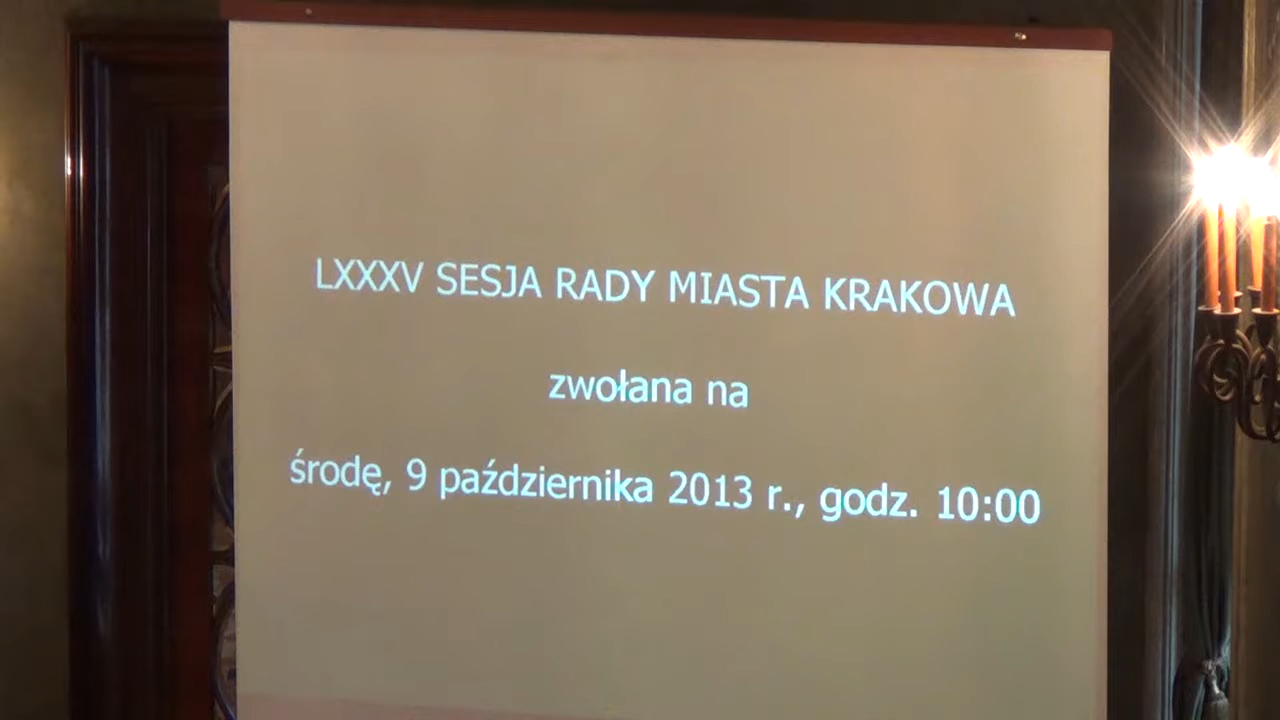 LXXXV SESJA RADY MIASTA KRAKOWA
zwołana na
środę, 9 października 2013 r., godz. 10:00